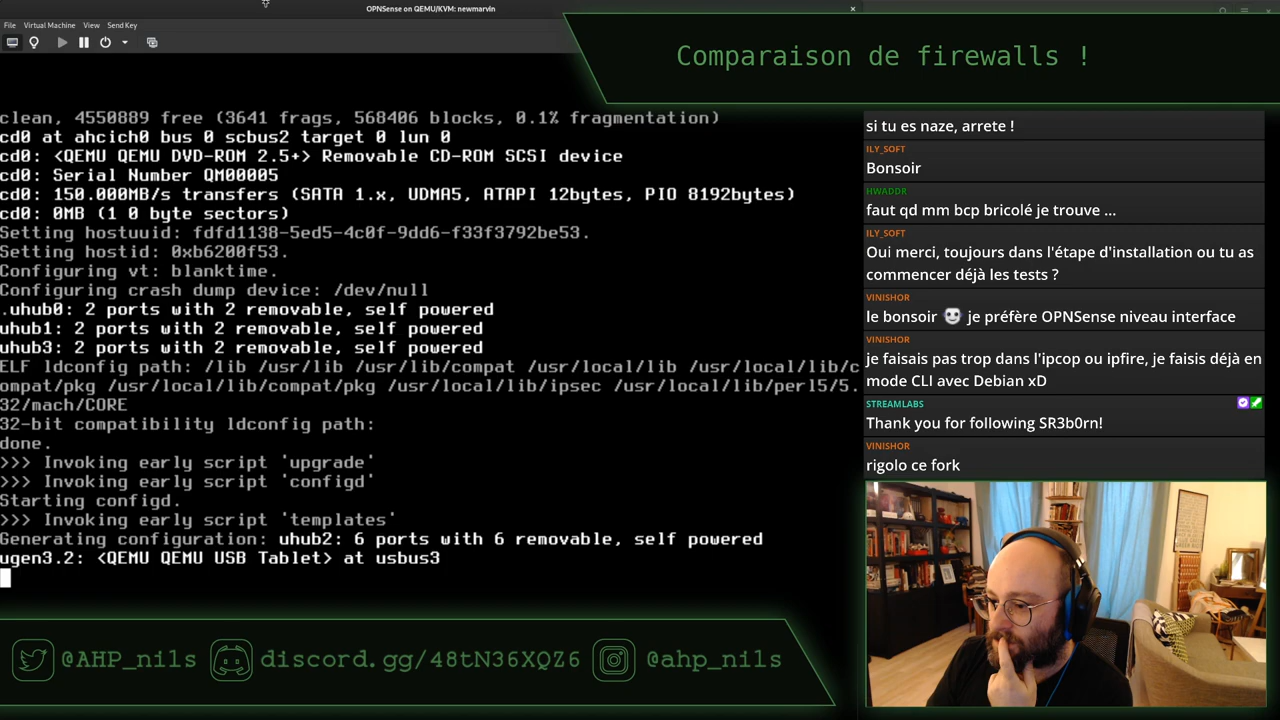 OPNSense on QEMU/KVM: newmarvin
File Virtual Machine View Send Key
Comparaison de firewalls !
clean, 4550889 free (3641 frags, 568406 blocks, 0.1% fragmentation)
cd0 at ahcich0 bus 0 scbus2 target 0 lun 0
cd0: <QEMU QEMU DVD-ROM 2.5+> Removable CD-ROM SCSI device
cd0: Serial Number QM00005
cd0: 150.000MB/s transfers (SATA 1.x, UDMA5, ATAPI 12bytes, PIO 8192bytes)
cd0: 0MB (1 0 byte sectors)
Setting hostuuid: fdfd1138-5ed5-4c0f-9dd6-f33f3792be53.
Setting hostid: 0xb6200f53.
Configuring vt: blanktime.
Configuring crash dump device: /dev/null
.uhub0: 2 ports with 2 removable, self powered
uhub1: 2 ports with 2 removable, self powered
uhub3: 2 ports with 2 removable, self powered
ELF ldconfig path: /lib /usr/lib /usr/lib/compat /usr/local/lib /usr/local/lib/c
ompat/pkg /usr/local/lib/compat/pkg /usr/local/lib/ipsec /usr/local/lib/perl5/5.
32/mach/CORE
32-bit compatibility ldconfig path:
done.
>>> Invoking early script 'upgrade'
>>> Invoking early script 'configd'
Starting configd.
>>> Invoking early script 'templates'
Generating configuration: uhub2: 6 ports with 6 removable, self powered
ugen3.2: <QEMU QEMU USB Tablet> at usbus3
si tu es naze, arrete !
ILY_SOFT
Bonsoir
HWADDR
faut qd mm bcp bricolé je trouve ...
ILY_SOFT
Oui merci, toujours dans l'étape d'installation ou tu as
commencer déjà les tests ?
VINISHOR
le bonsoir je préfère OPNSense niveau interface
VINISHOR
je faisais pas trop dans l'ipcop ou ipfire, je faisis déjà en
mode CLI avec Debian xD
STREAMLABS
Thank you for following SR3b0rn!
VINISHOR
rigolo ce fork
@AHP_nils discord.gg/48tN36XQZ6 @ahp_nils